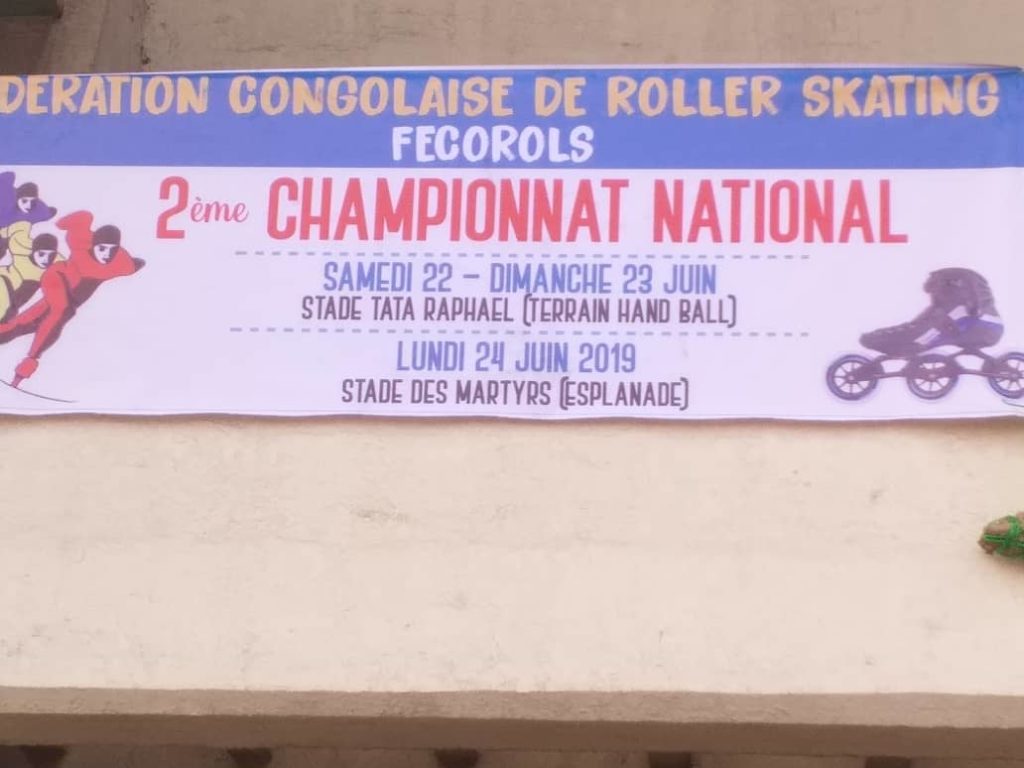 DERATION CONGOLAISE DE ROLLER SKATING
FECOROLS
2ème CHAMPIONNAT NATIONAL
SAMEDI 22 - DIMANCHE 23 JUIN
STADE TATA RAPHAEL (TERRAIN HAND BALL)
LUNDI 24 JUIN 2019
STADE DES MARTYRS (ESPLANADE)